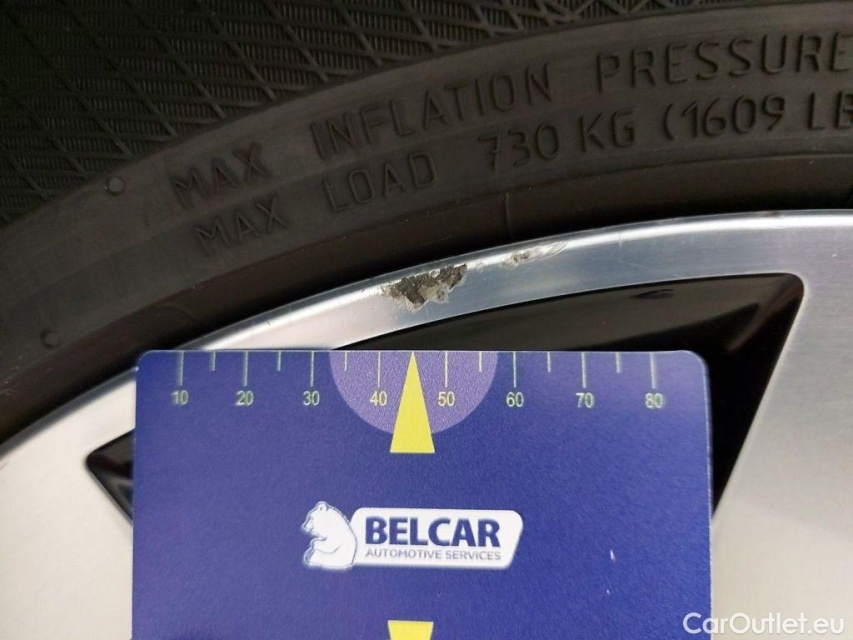 MAX INFLATION PRESSURE
MAX LOAD 730 KG (1609 LB
10 20 30 40 50 60 70 80
BELCAR
AUTOMOTIVE SERVICES
CarOutlet.eu